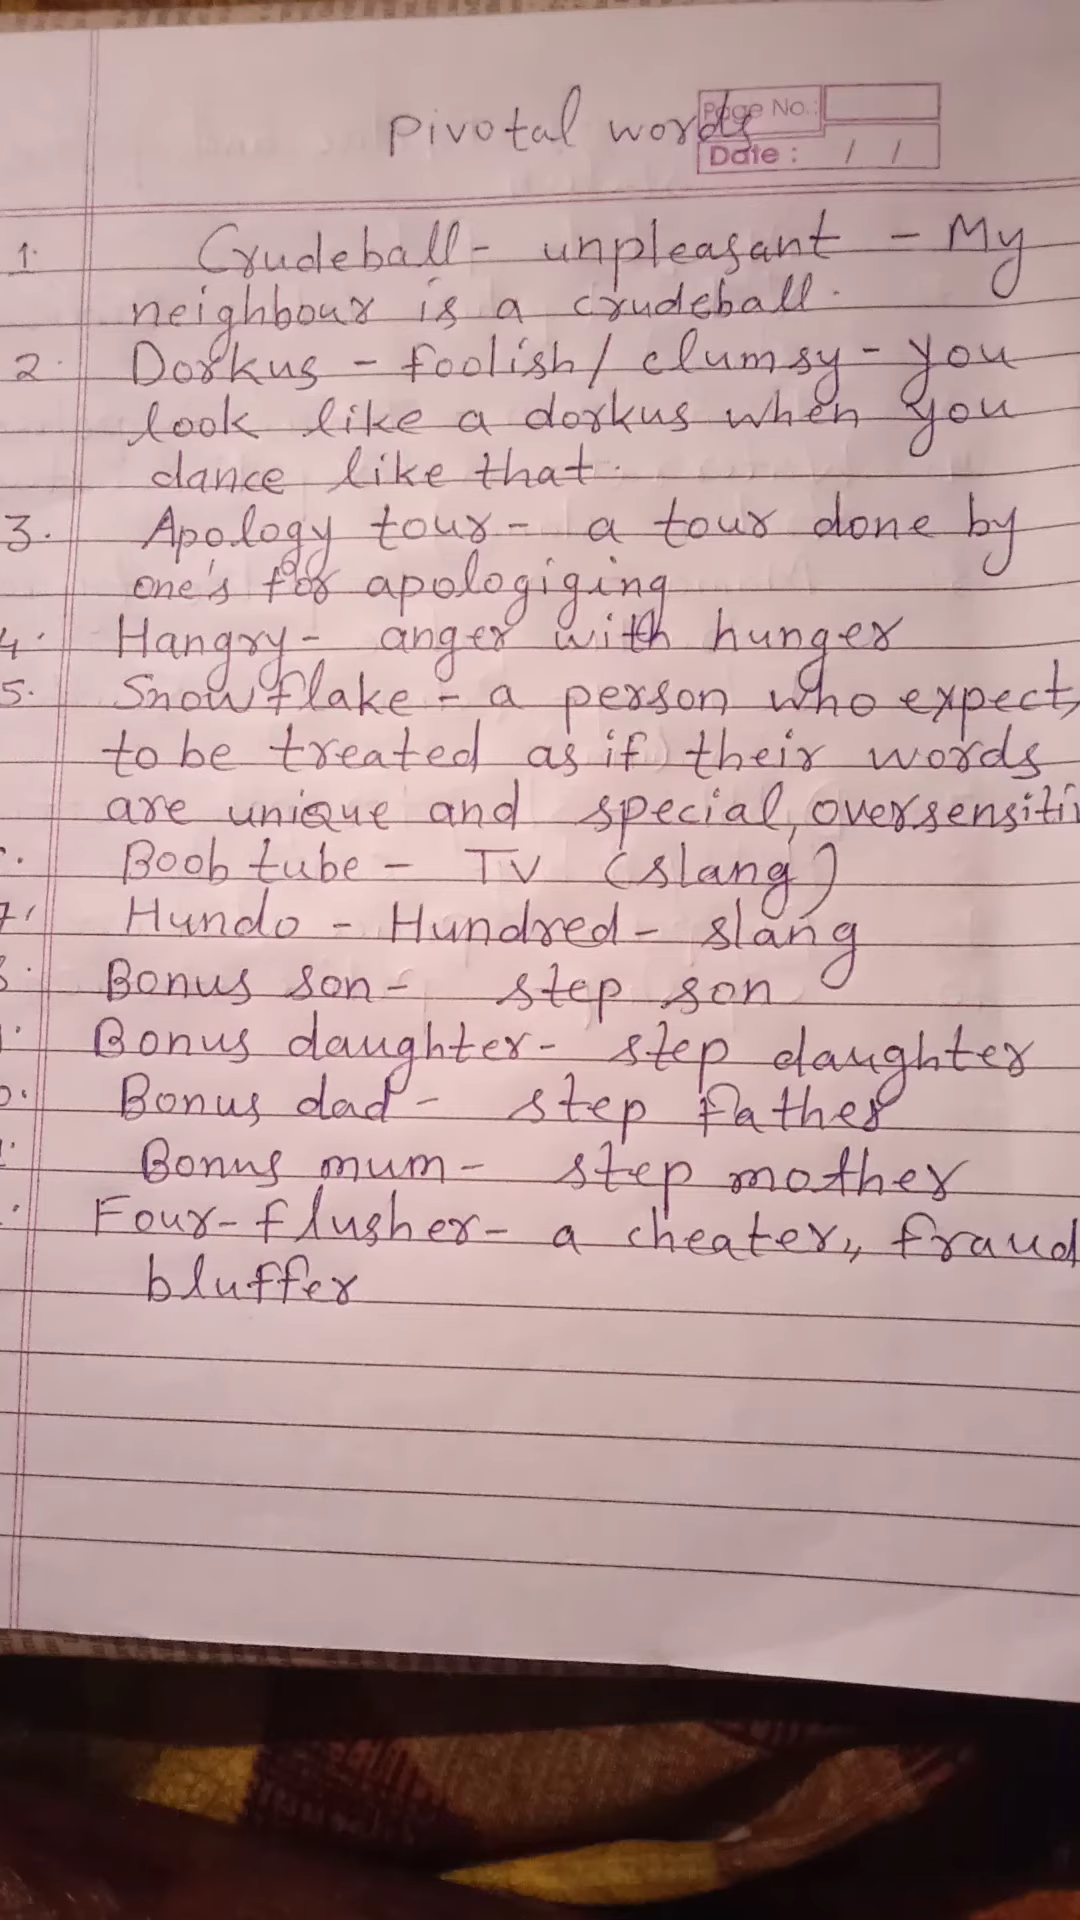 Pivotal words
Page No.:
Date : / /
1. Crudeball - unpleasant - My
neighbour is a crudeball.
2. Dorkus - foolish/ clumsy - you
look like a dorkus when you
dance like that.
3. Apology tour - a tour done by
one's for apologiging
4. Hangry - anger with hunger
5. Snowflake - a person who expect,
to be treated as if their words
are unique and special, oversensiti
Boob tube - TV (slang)
7. Hundo - Hundred - slang
Bonus son - step son
Bonus daughter - step daughter
Bonus dad - step father
Bonus mum - step mother
Four-flusher - a cheater, fraud
bluffer